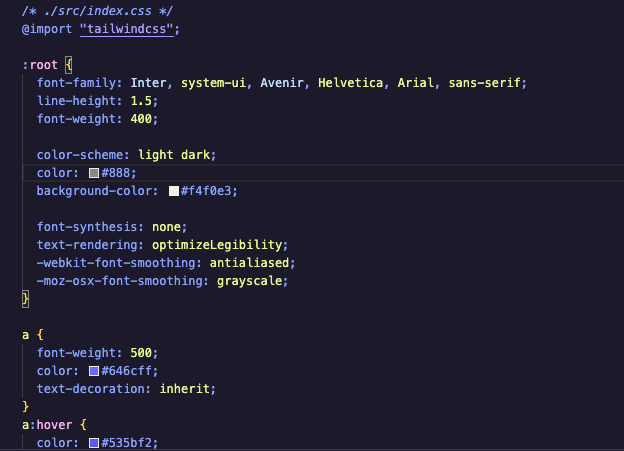 /* ./src/index.css */
@import "tailwindcss";
:root {
font-family: Inter, system-ui, Avenir, Helvetica, Arial, sans-serif;
line-height: 1.5;
font-weight: 400;
color-scheme: light dark;
color: #888;
background-color: #f4f0e3;
font-synthesis: none;
text-rendering: optimizeLegibility;
-webkit-font-smoothing: antialiased;
-moz-osx-font-smoothing: grayscale;
}
a {
font-weight: 500;
color: #646cff;
text-decoration: inherit;
}
a:hover {
color: #535bf2;